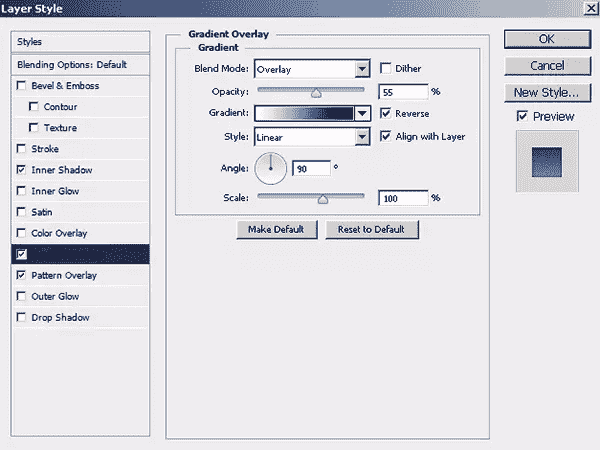 Layer Style
Styles
Blending Options: Default
Bevel & Emboss
Contour
Texture
Stroke
Inner Shadow
Inner Glow
Satin
Color Overlay
Pattern Overlay
Outer Glow
Drop Shadow
Gradient Overlay
Gradient
Blend Mode: Overlay Dither
Opacity: 55 %
Gradient: Reverse
Style: Linear Align with Layer
Angle: 90 °
Scale: 100 %
Make Default Reset to Default
OK
Cancel
New Style...
Preview